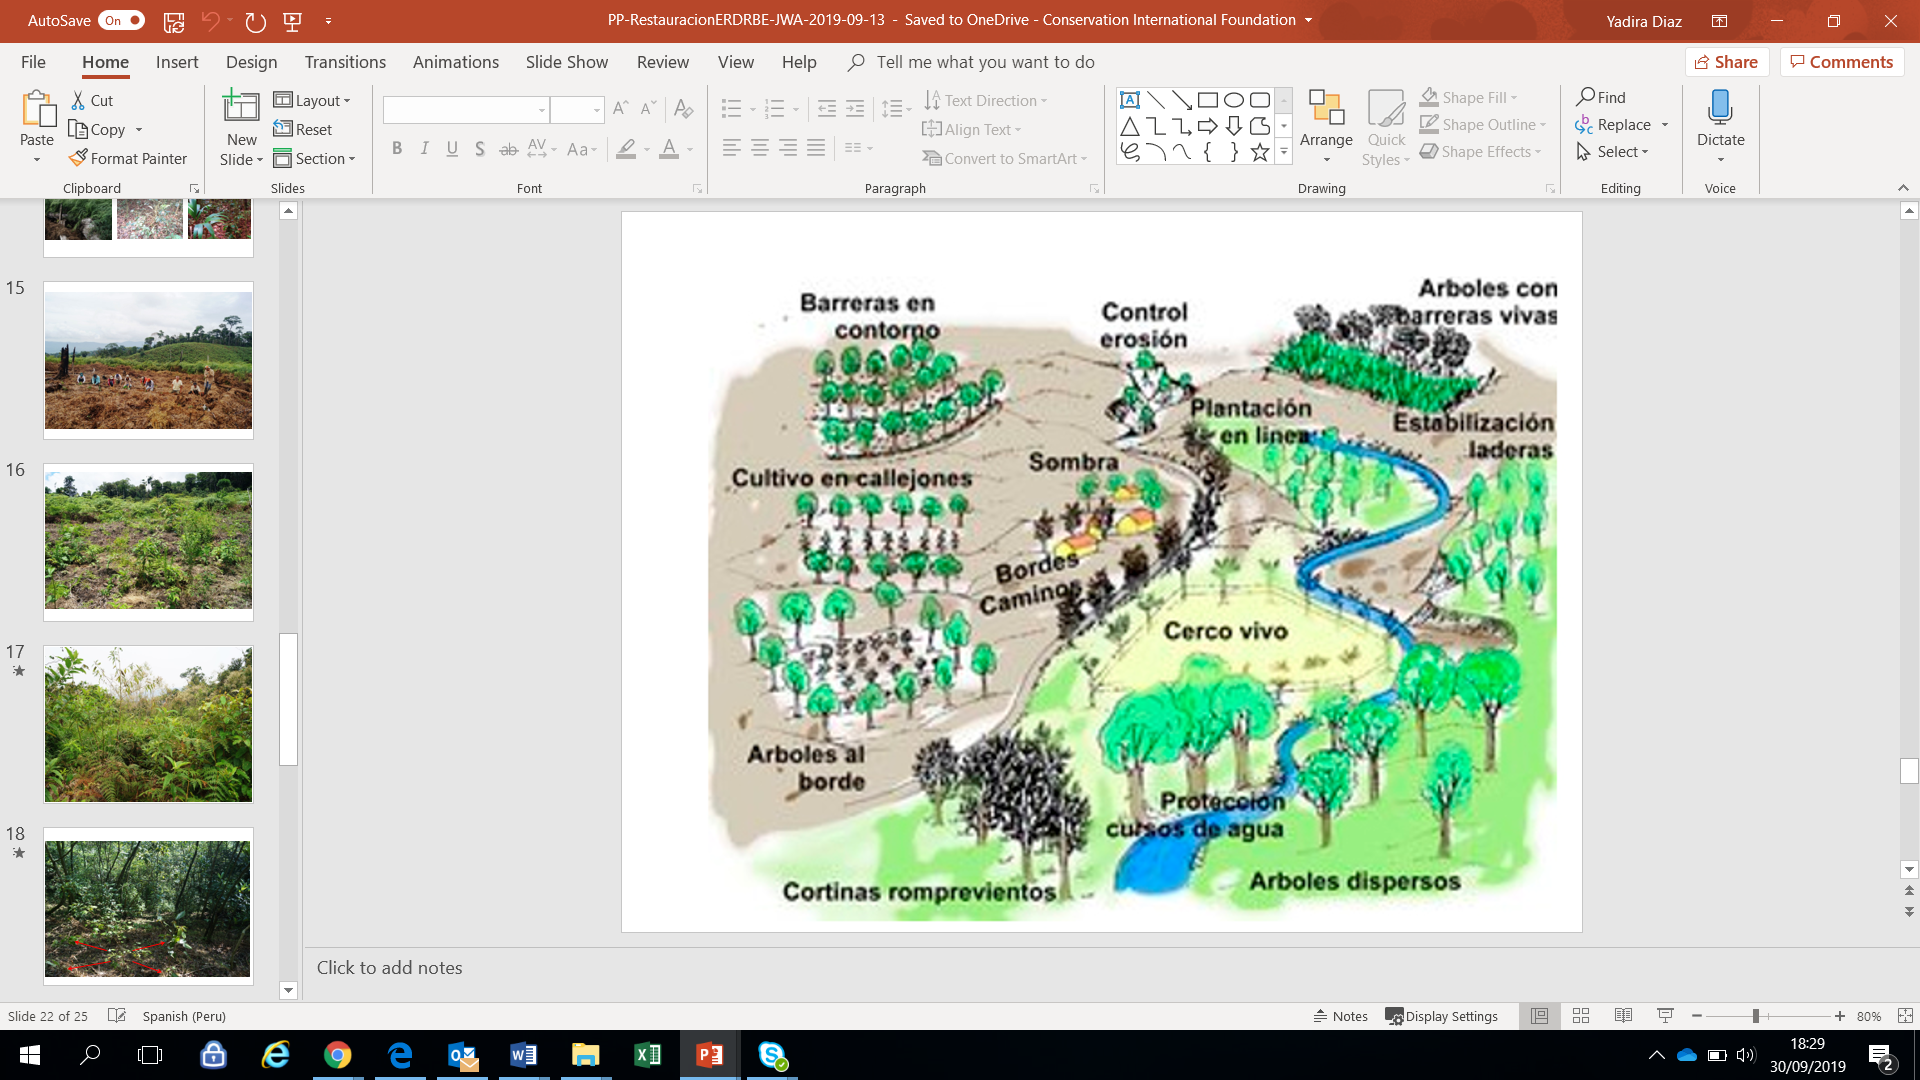 AutoSave On
PP-RestauracionERDRBE-JWA-2019-09-13 - Saved to OneDrive - Conservation International Foundation
Yadira Diaz
File Home Insert Design Transitions Animations Slide Show Review View Help Tell me what you want to do
Share Comments
Paste
Cut
Copy
Format Painter
Clipboard
New
Slide
Layout
Reset
Section
Slides
B I U S ab AV Aa A
Font
Text Direction
Align Text
Convert to SmartArt
Paragraph
Arrange
Quick
Styles
Shape Fill
Shape Outline
Shape Effects
Drawing
Find
Replace
Select
Editing
Dictate
Voice
15
16
17
18
Barreras en
contorno
Control
erosión
Arboles con
barreras vivas
Plantación
en linea
Estabilización
laderas
Cultivo en callejones
Sombra
Bordes
Caminos
Cerco vivo
Arboles al
borde
Protección
cursos de agua
Cortinas romprevientos
Arboles dispersos
Click to add notes
Slide 22 of 25
Spanish (Peru)
Notes
Display Settings
80%
18:29
30/09/2019
2